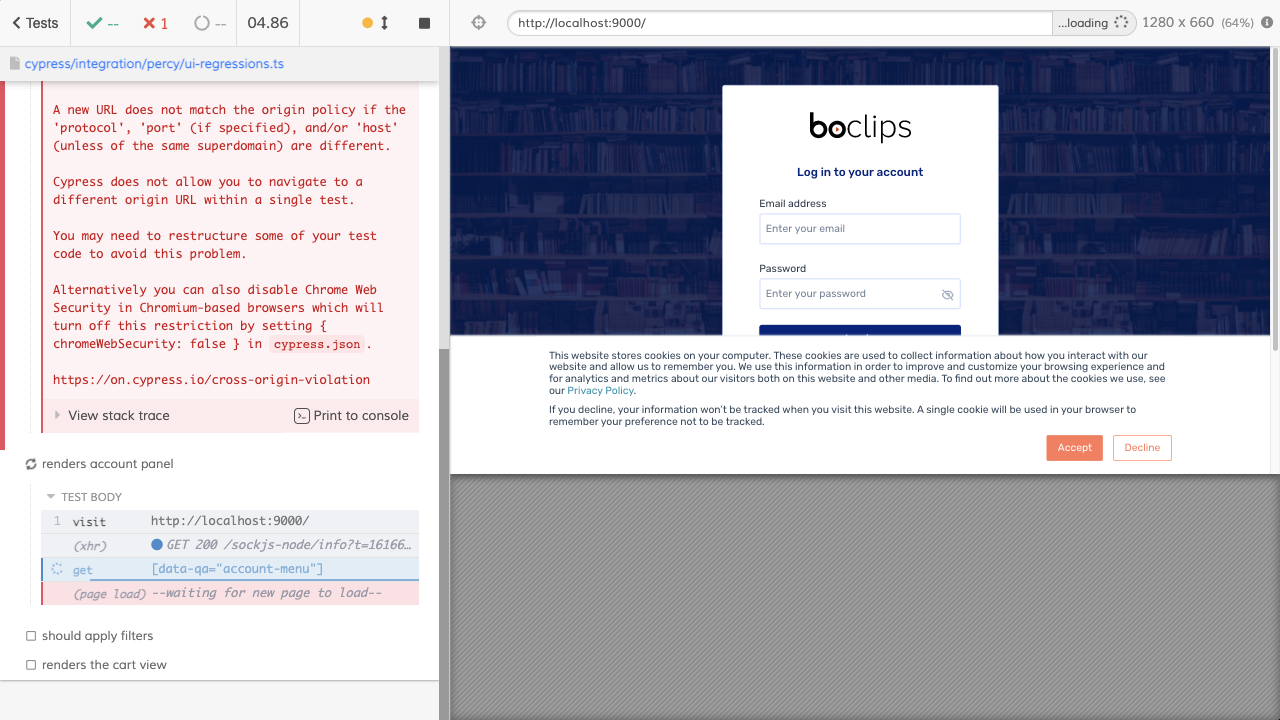 Tests
--
1
--
04.86
http://localhost:9000/
...loading
1280 x 660 (64%)
cypress/integration/percy/ui-regressions.ts
A new URL does not match the origin policy if the
'protocol', 'port' (if specified), and/or 'host'
(unless of the same superdomain) are different.
Cypress does not allow you to navigate to a
different origin URL within a single test.
You may need to restructure some of your test
code to avoid this problem.
Alternatively you can also disable Chrome Web
Security in Chromium-based browsers which will
turn off this restriction by setting {
chromeWebSecurity: false } in cypress.json.
https://on.cypress.io/cross-origin-violation
View stack trace
Print to console
renders account panel
TEST BODY
1 visit http://localhost:9000/
(xhr) GET 200 /sockjs-node/info?t=16166...
get [data-qa="account-menu"]
(page load) --waiting for new page to load--
should apply filters
renders the cart view
boclips
Log in to your account
Email address
Enter your email
Password
Enter your password
This website stores cookies on your computer. These cookies are used to collect information about how you interact with our
website and allow us to remember you. We use this information in order to improve and customize your browsing experience and
for analytics and metrics about our visitors both on this website and other media. To find out more about the cookies we use, see
our Privacy Policy.
If you decline, your information won't be tracked when you visit this website. A single cookie will be used in your browser to
remember your preference not to be tracked.
Accept
Decline